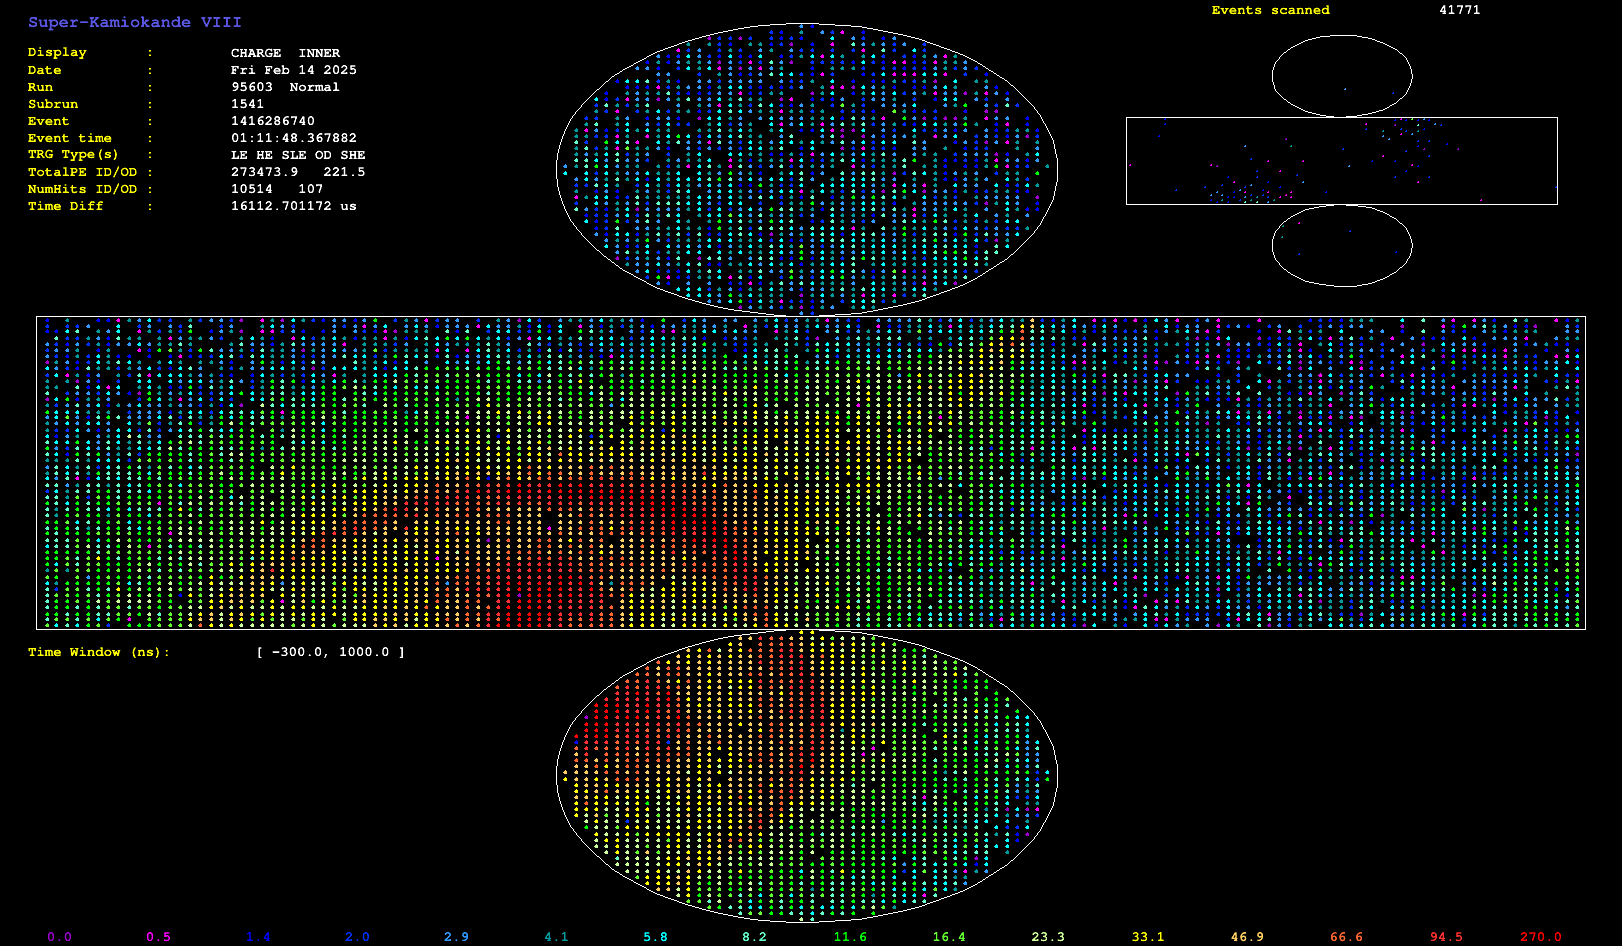 Super-Kamiokande VIII
Display : CHARGE INNER
Date : Fri Feb 14 2025
Run : 95603 Normal
Subrun : 1541
Event : 1416286740
Event time : 01:11:48.367882
TRG Type(s) : LE HE SLE OD SHE
TotalPE ID/OD : 273473.9 221.5
NumHits ID/OD : 10514 107
Time Diff : 16112.701172 us
Events scanned 41771
Time Window (ns): [ -300.0, 1000.0 ]
0.0 0.5 1.4 2.0 2.9 4.1 5.8 8.2 11.6 16.4 23.3 33.1 46.9 66.6 94.5 270.0